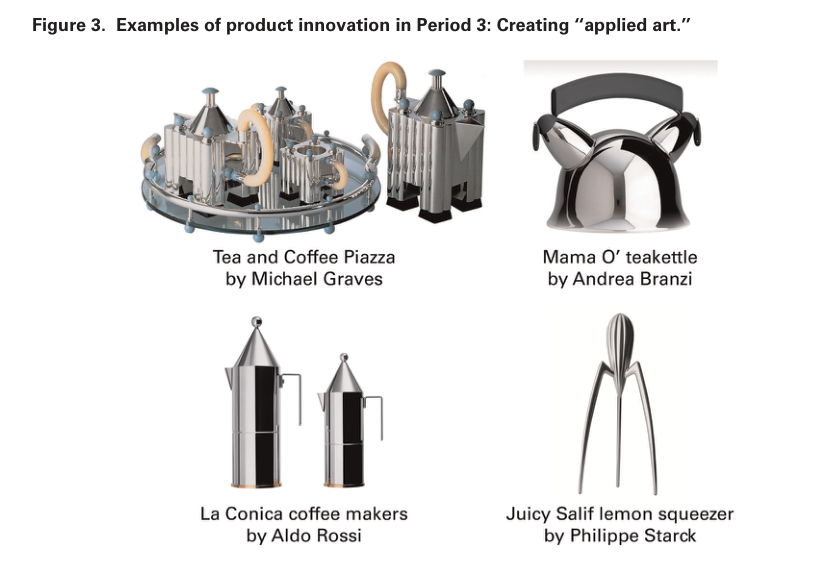 Figure 3. Examples of product innovation in Period 3: Creating “applied art.”
Tea and Coffee Piazza
by Michael Graves
Mama O’ teakettle
by Andrea Branzi
La Conica coffee makers
by Aldo Rossi
Juicy Salif lemon squeezer
by Philippe Starck